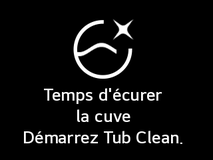 Temps d'écurer
la cuve
Démarrez Tub Clean.